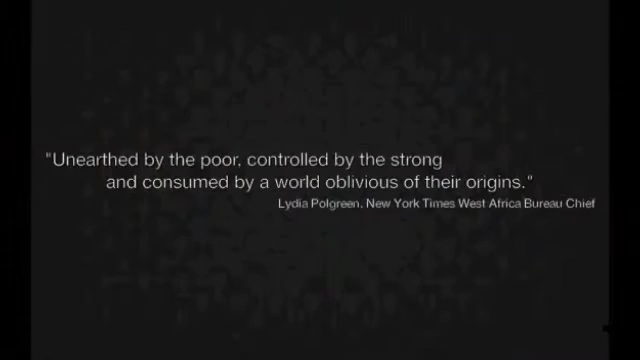 "Unearthed by the poor, controlled by the strong
and consumed by a world oblivious of their origins."
Lydia Polgreen, New York Times West Africa Bureau Chief